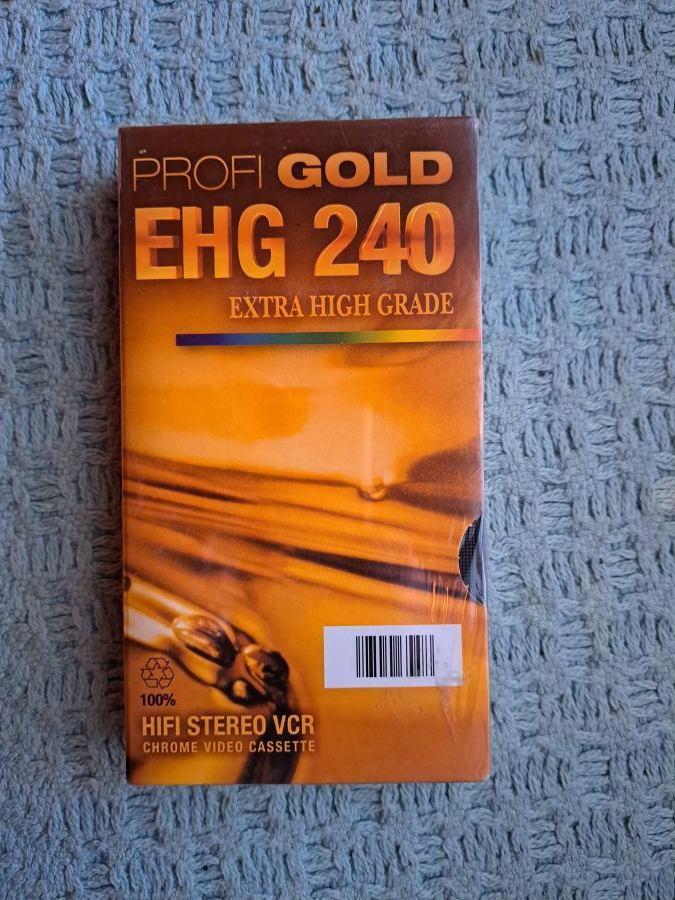 PROFI GOLD
EHG 240
EXTRA HIGH GRADE
100%
HIFI STEREO VCR
CHROME VIDEO CASSETTE